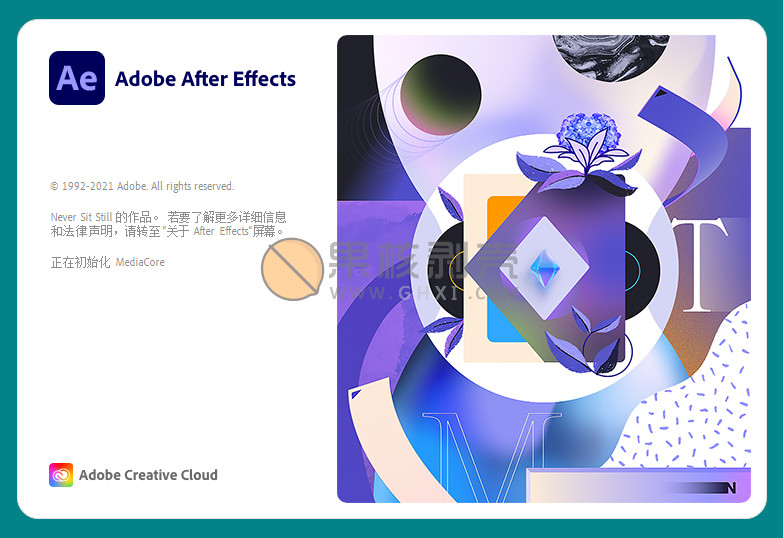 Ae Adobe After Effects
© 1992-2021 Adobe. All rights reserved.
Never Sit Still 的作品。 若要了解更多详细信息
和法律声明，请转至 "关于 After Effects"屏幕。
正在初始化 MediaCore
果核剥壳
WWW.GHXI.COM
T
M
N
Adobe Creative Cloud